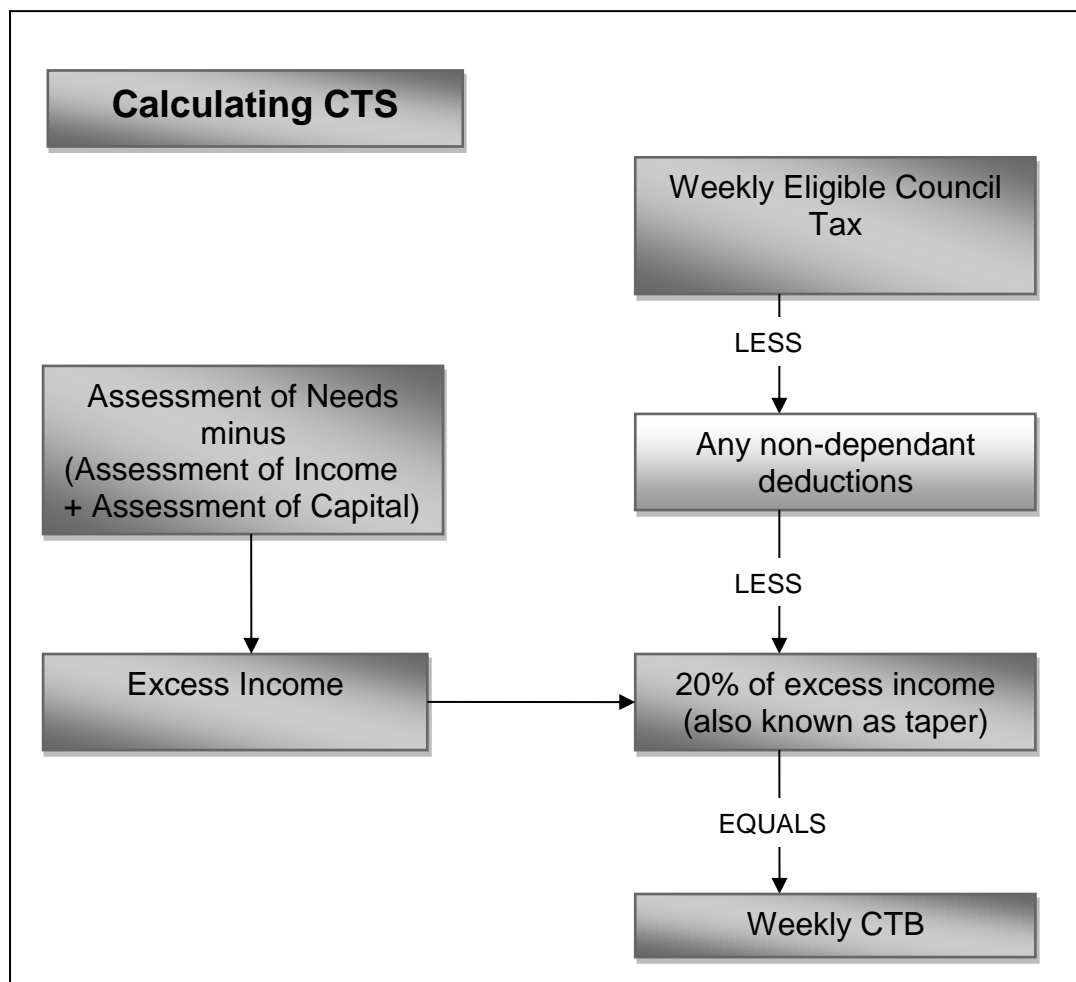 Calculating CTS
Weekly Eligible Council
Tax
LESS
Assessment of Needs
minus
(Assessment of Income
+ Assessment of Capital)
Any non-dependant
deductions
LESS
Excess Income
20% of excess income
(also known as taper)
EQUALS
Weekly CTB